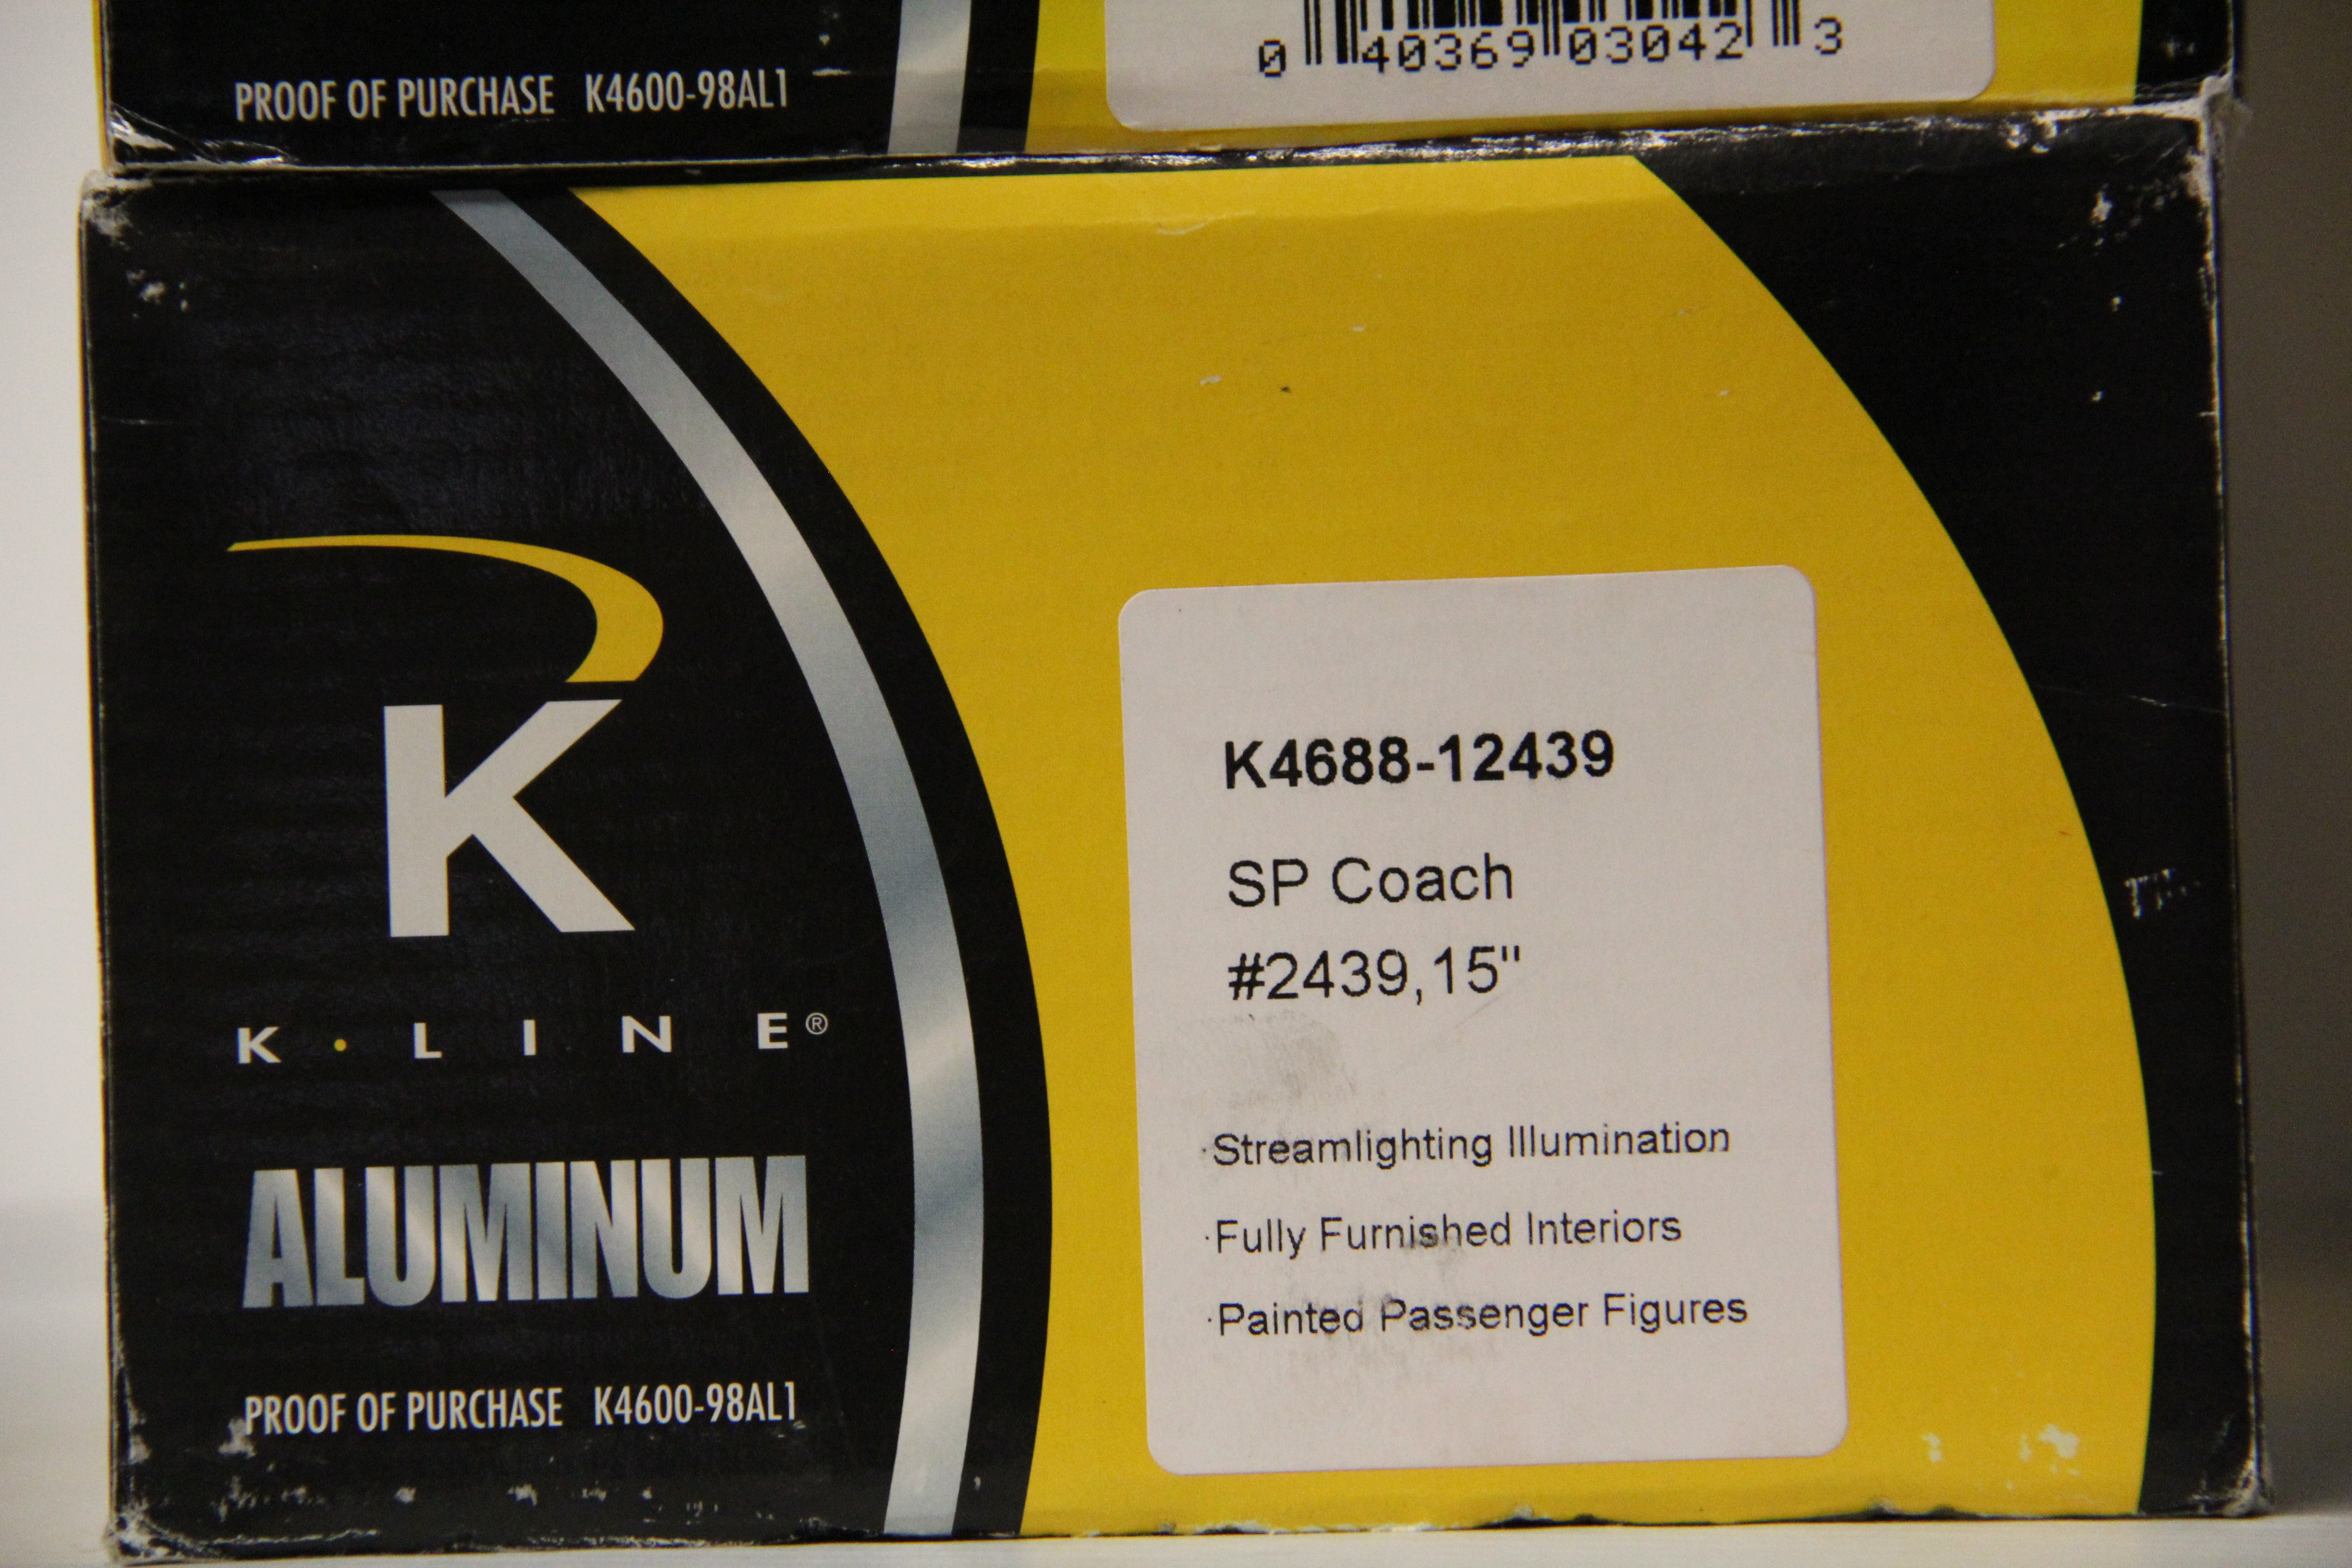 PROOF OF PURCHASE K4600-98AL1
0 40369 03042 3
K
K·LINE®
ALUMINUM
PROOF OF PURCHASE K4600-98AL1
K4688-12439
SP Coach
#2439,15"
·Streamlighting Illumination
·Fully Furnished Interiors
·Painted Passenger Figures